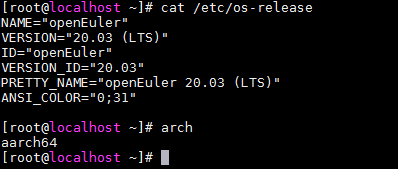 [root@localhost ~]# cat /etc/os-release
NAME="openEuler"
VERSION="20.03 (LTS)"
ID="openEuler"
VERSION_ID="20.03"
PRETTY_NAME="openEuler 20.03 (LTS)"
ANSI_COLOR="0;31"
[root@localhost ~]# arch
aarch64
[root@localhost ~]#